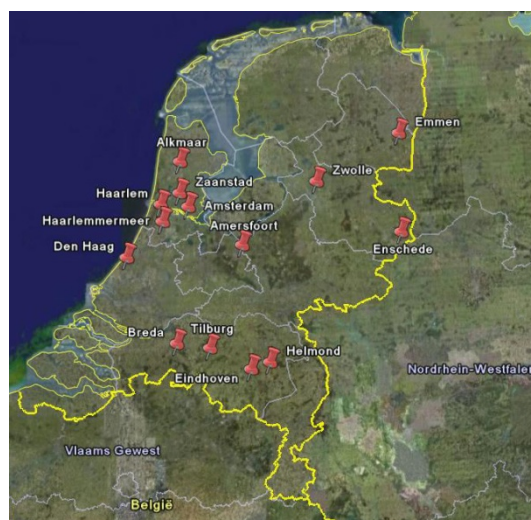 Emmen
Alkmaar
Zwolle
Zaanstad
Haarlem
Amsterdam
Haarlemmermeer
Amersfoort
Den Haag
Enschede
Breda
Tilburg
Helmond
Eindhoven
Nordrhein-Westfalen
Vlaams Gewest
België